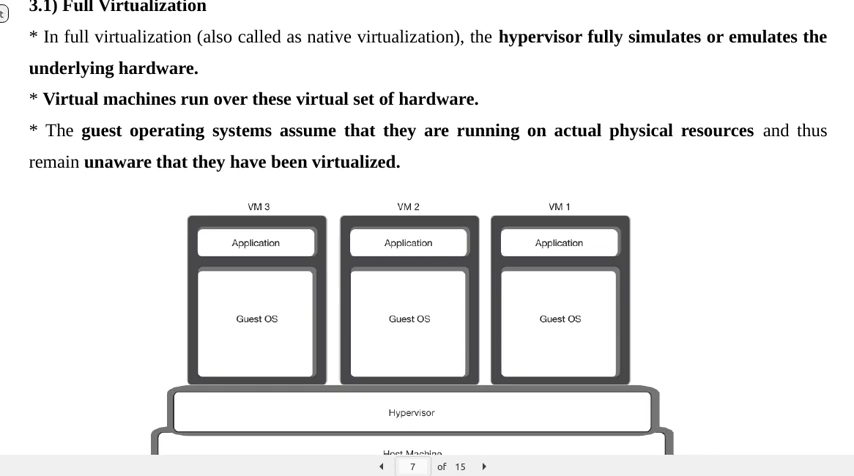 t
3.1) Full Virtualization
* In full virtualization (also called as native virtualization), the hypervisor fully simulates or emulates the
underlying hardware.
* Virtual machines run over these virtual set of hardware.
* The guest operating systems assume that they are running on actual physical resources and thus
remain unaware that they have been virtualized.
VM 3 VM 2 VM 1
Application Application Application
Guest OS Guest OS Guest OS
Hypervisor
Host Machine
7 of 15